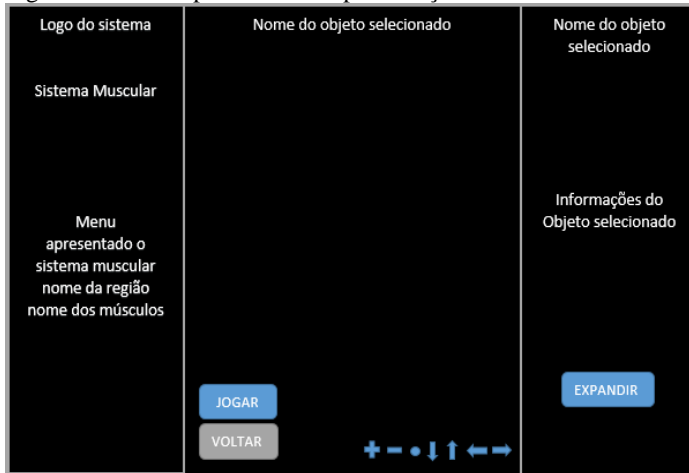 Logo do sistema
Sistema Muscular
Menu
apresentado o
sistema muscular
nome da região
nome dos músculos
Nome do objeto selecionado
JOGAR
VOLTAR
Nome do objeto
selecionado
Informações do
Objeto selecionado
EXPANDIR